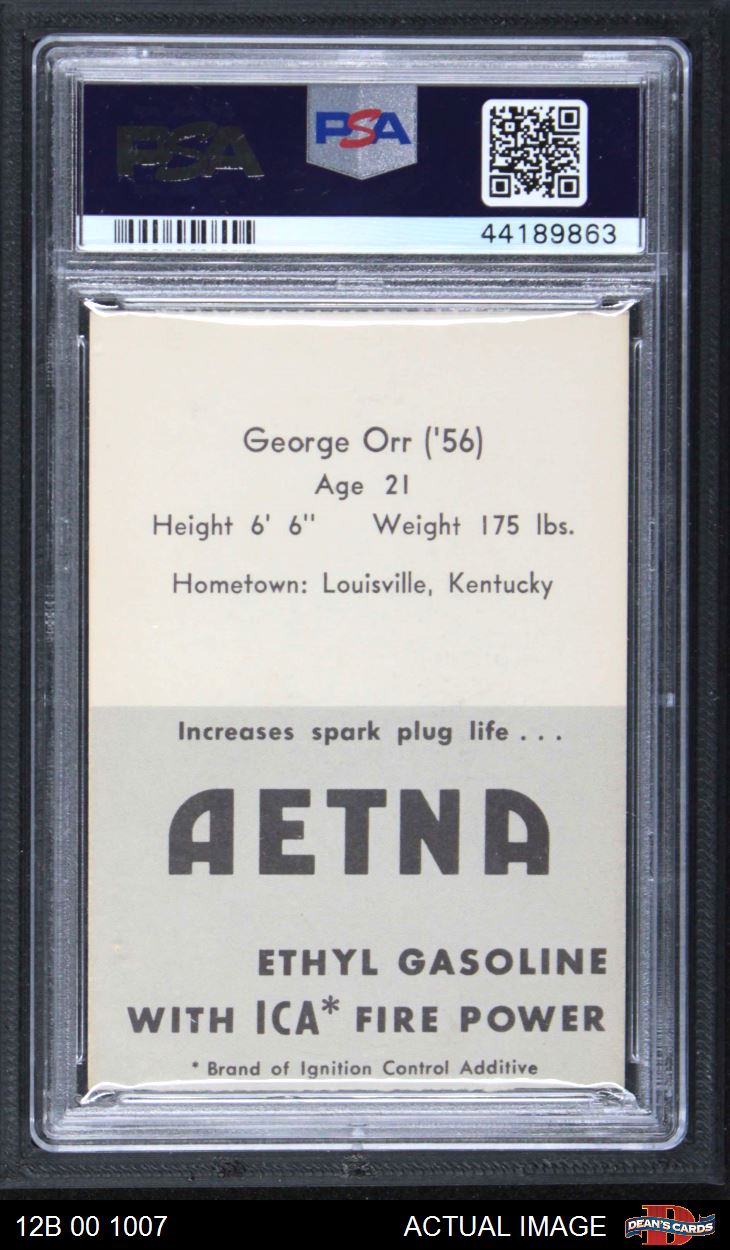 PSA
PSA
44189863
George Orr ('56)
Age 21
Height 6' 6" Weight 175 lbs.
Hometown: Louisville, Kentucky
Increases spark plug life . . .
AETNA
ETHYL GASOLINE
WITH ICA* FIRE POWER
* Brand of Ignition Control Additive
12B 00 1007
ACTUAL IMAGE
DEAN'S CARDS